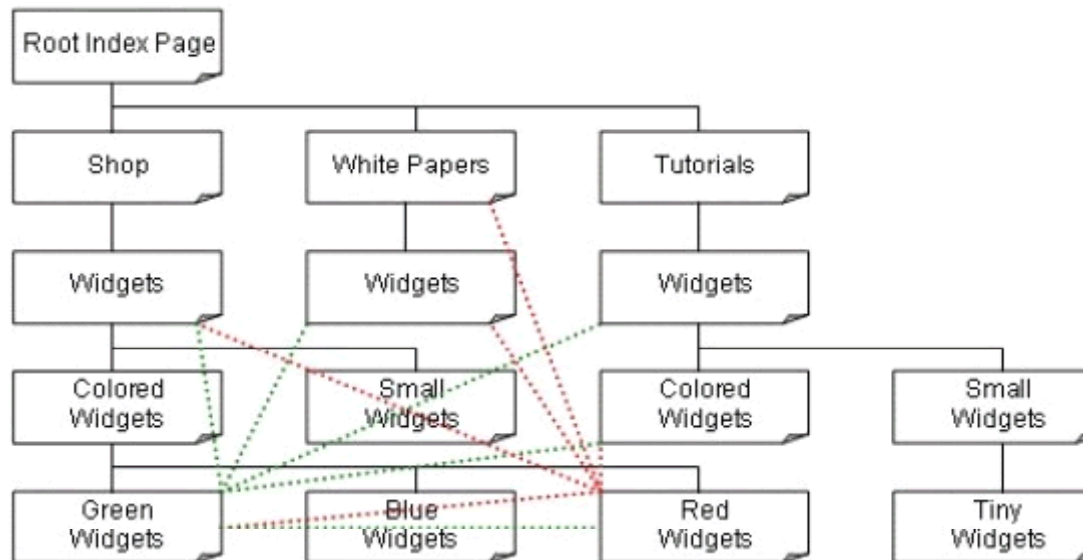 Root Index Page
Shop
White Papers
Tutorials
Widgets
Widgets
Widgets
Colored
Widgets
Small
Widgets
Colored
Widgets
Small
Widgets
Green
Widgets
Blue
Widgets
Red
Widgets
Tiny
Widgets